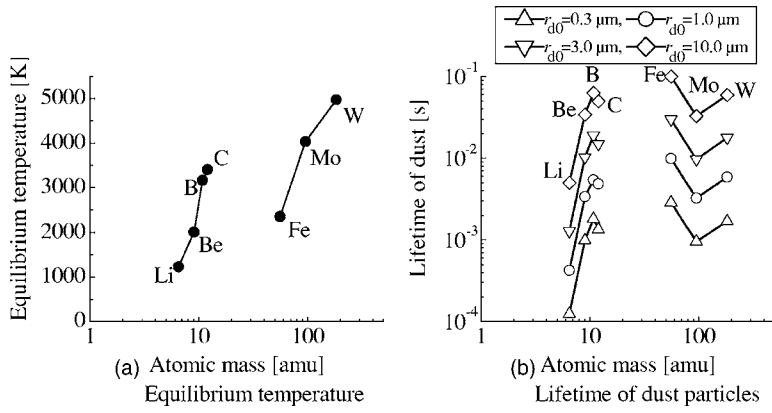 r_d0=0.3 μm, r_d0=1.0 μm
r_d0=3.0 μm, r_d0=10.0 μm
Equilibrium temperature [K]
5000
4000
3000
2000
1000
0
1 10 100
Li
Be
B
C
Fe
Mo
W
(a) Atomic mass [amu]
Equilibrium temperature
Lifetime of dust [s]
10^-1
10^-2
10^-3
10^-4
1 10 100
Li
Be
B
C
Fe
Mo
W
(b) Atomic mass [amu]
Lifetime of dust particles